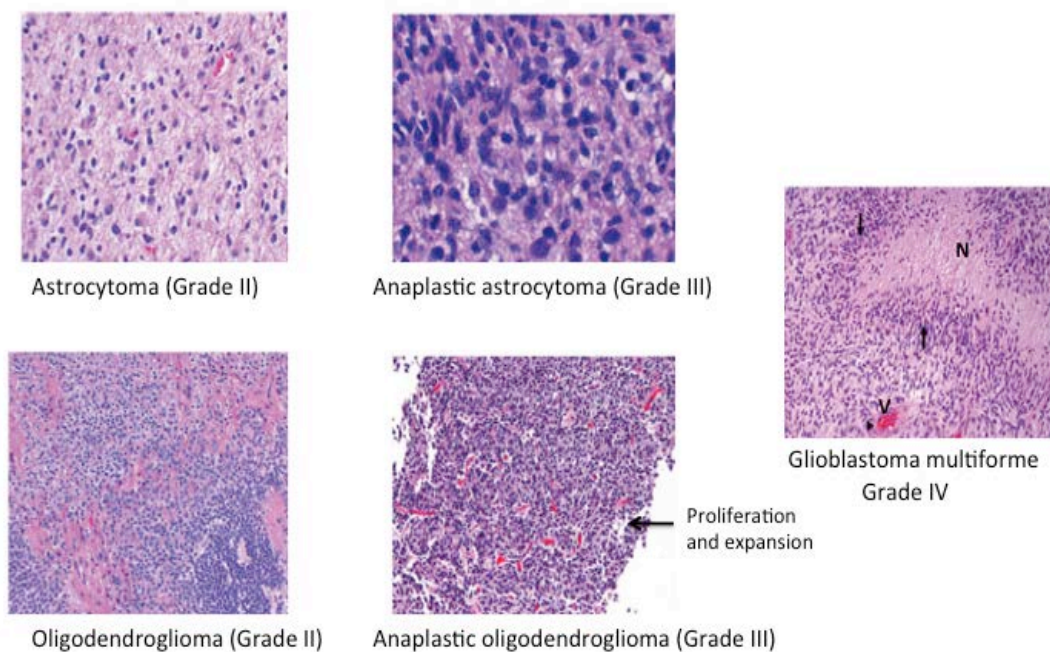 Astrocytoma (Grade II)
Anaplastic astrocytoma (Grade III)
N
V
Glioblastoma multiforme
Grade IV
Proliferation
and expansion
Oligodendroglioma (Grade II)
Anaplastic oligodendroglioma (Grade III)